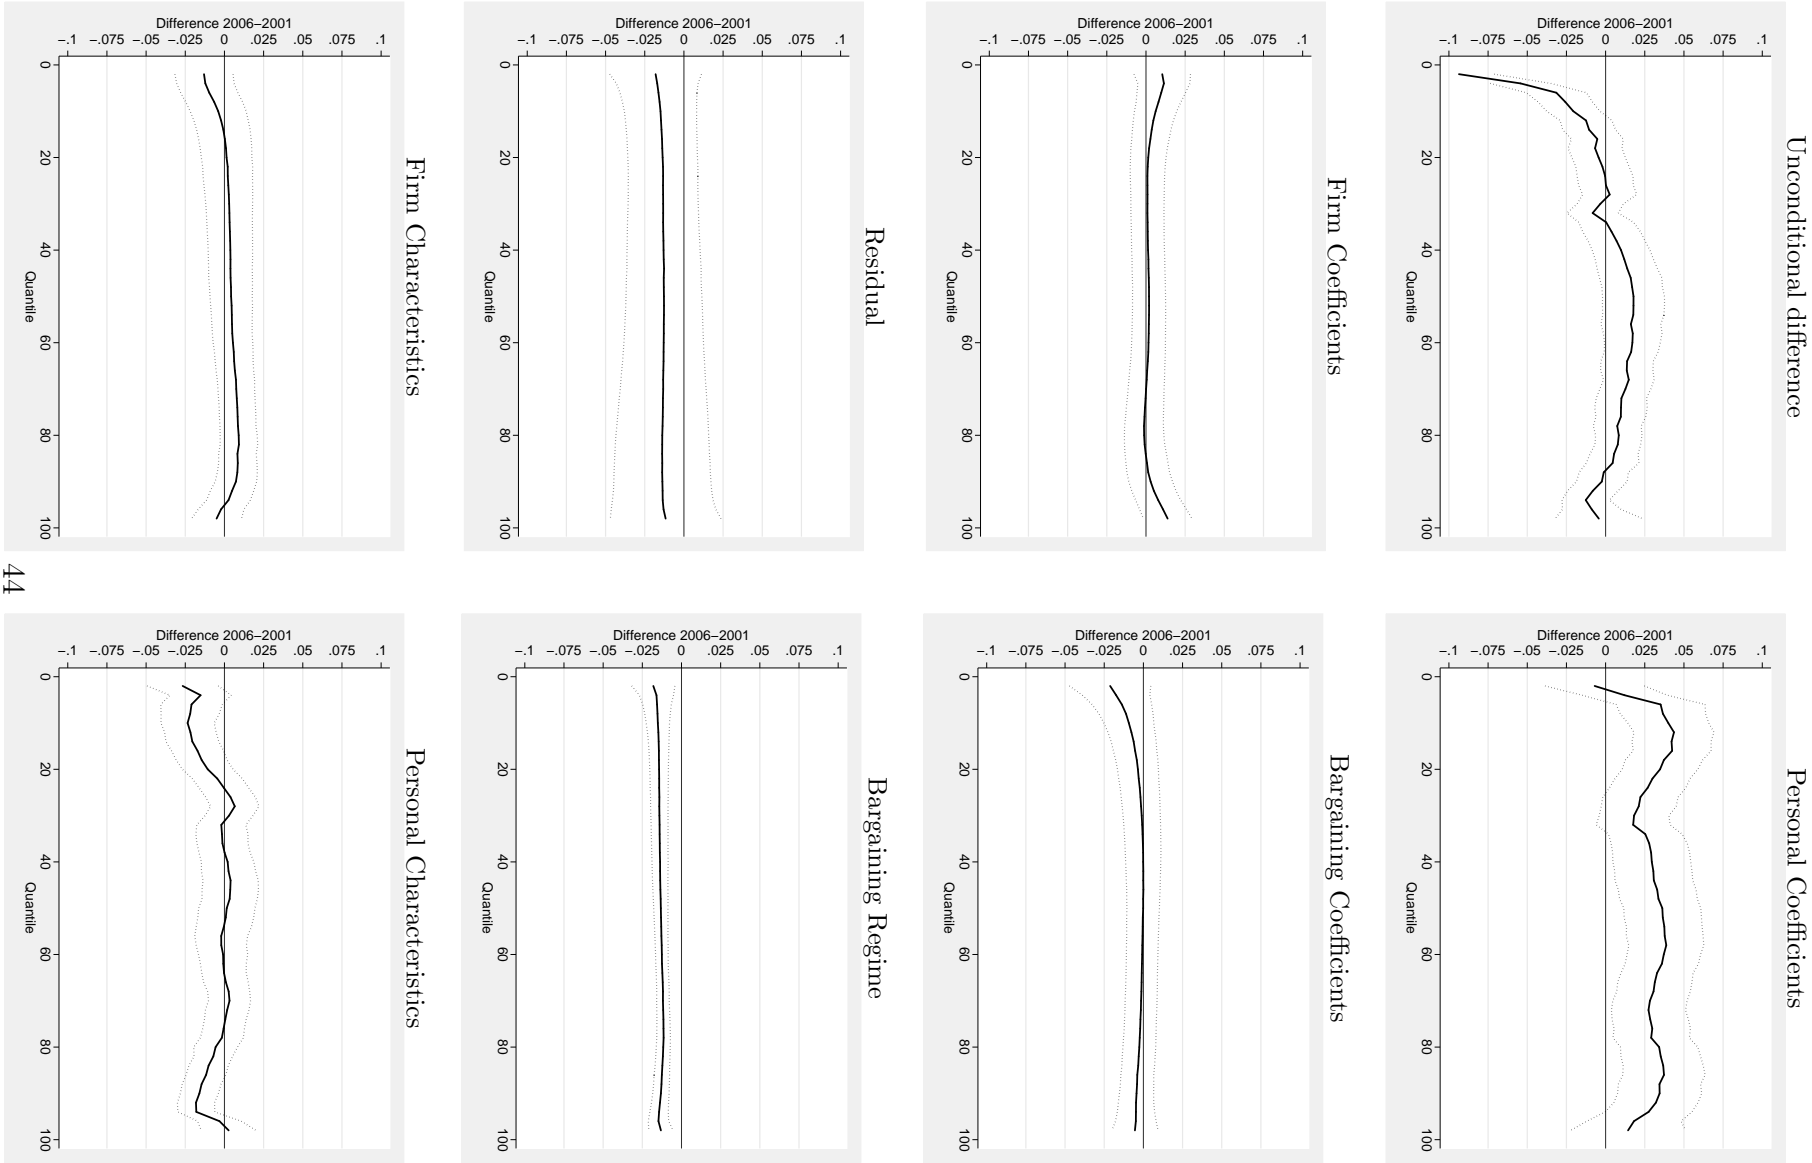 Unconditional difference
Difference 2006–2001
−.1 −.075 −.05 −.025 0 .025 .05 .075 .1
0 20 40 60 80 100
Quantile
Personal Coefficients
Difference 2006–2001
−.1 −.075 −.05 −.025 0 .025 .05 .075 .1
0 20 40 60 80 100
Quantile
Firm Coefficients
Difference 2006–2001
−.1 −.075 −.05 −.025 0 .025 .05 .075 .1
0 20 40 60 80 100
Quantile
Bargaining Coefficients
Difference 2006–2001
−.1 −.075 −.05 −.025 0 .025 .05 .075 .1
0 20 40 60 80 100
Quantile
Residual
Difference 2006–2001
−.1 −.075 −.05 −.025 0 .025 .05 .075 .1
0 20 40 60 80 100
Quantile
Bargaining Regime
Difference 2006–2001
−.1 −.075 −.05 −.025 0 .025 .05 .075 .1
0 20 40 60 80 100
Quantile
Firm Characteristics
Difference 2006–2001
−.1 −.075 −.05 −.025 0 .025 .05 .075 .1
0 20 40 60 80 100
Quantile
Personal Characteristics
Difference 2006–2001
−.1 −.075 −.05 −.025 0 .025 .05 .075 .1
0 20 40 60 80 100
Quantile
44